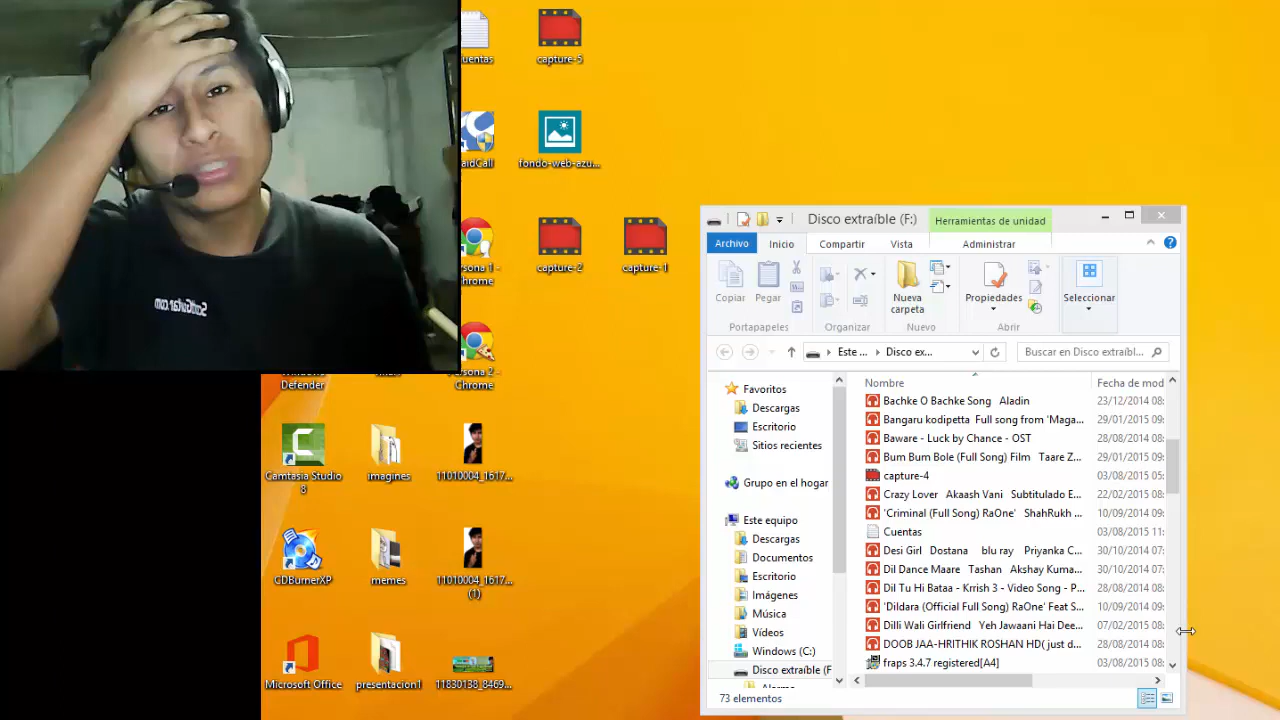 uentas
capture-5
aidCall
fondo-web-azu...
ersona 1 -
Chrome
capture-2
capture-1
Defender
Persona 2 -
Chrome
Camtasia Studio
8
imagines
11010004_1617...
CDBurnerXP
memes
11010004_1617...
(1)
Microsoft Office
presentacion1
11830138_8469...
ScottGuitar.com
Disco extraíble (F:)
Herramientas de unidad
Archivo
Inicio
Compartir
Vista
Administrar
Copiar
Pegar
Nueva
carpeta
Propiedades
Seleccionar
Portapapeles
Organizar
Nuevo
Abrir
Este ...
Disco ex...
Buscar en Disco extraíbl...
Favoritos
Descargas
Escritorio
Sitios recientes
Grupo en el hogar
Este equipo
Descargas
Documentos
Escritorio
Imágenes
Música
Vídeos
Windows (C:)
Disco extraíble (F
Nombre Fecha de mod
Bachke O Bachke Song Aladin 23/12/2014 08:
Bangaru kodipetta Full song from 'Maga... 29/01/2015 09:
Baware - Luck by Chance - OST 28/08/2014 08:
Bum Bum Bole (Full Song) Film Taare Z... 29/01/2015 09:
capture-4 03/08/2015 05:
Crazy Lover Akaash Vani Subtitulado E... 22/02/2015 08:
'Criminal (Full Song) RaOne' ShahRukh ... 10/09/2014 09:
Cuentas 03/08/2015 11:
Desi Girl Dostana blu ray Priyanka C... 30/10/2014 07:
Dil Dance Maare Tashan Akshay Kuma... 30/10/2014 07:
Dil Tu Hi Bataa - Krrish 3 - Video Song - P... 28/08/2014 08:
'Dildara (Official Full Song) RaOne' Feat S... 10/09/2014 09:
Dilli Wali Girlfriend Yeh Jawaani Hai Dee... 07/02/2015 08:
DOOB JAA-HRITHIK ROSHAN HD( just d... 28/08/2014 08:
fraps 3.4.7 registered[A4] 03/08/2015 05:
73 elementos